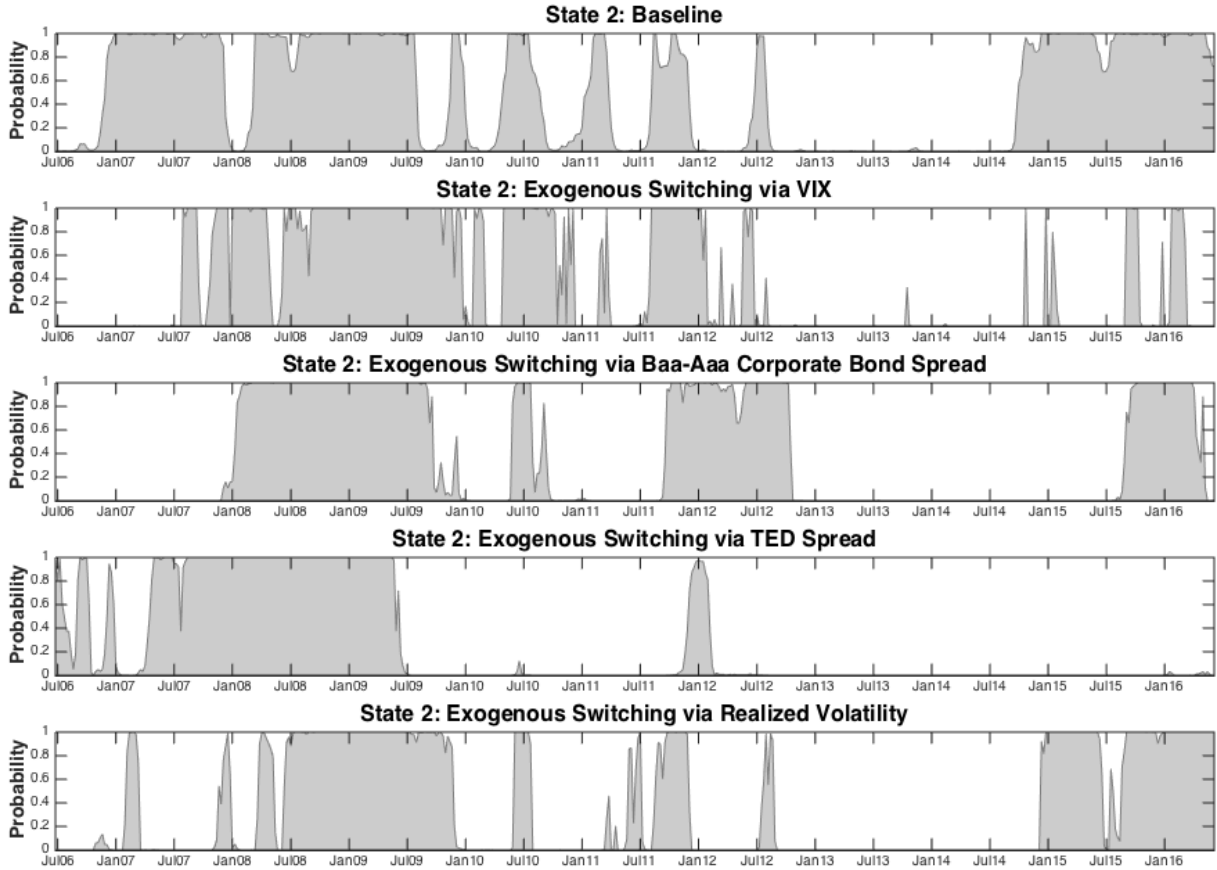 State 2: Baseline
Probability
1
0.8
0.6
0.4
0.2
0
Jul06 Jan07 Jul07 Jan08 Jul08 Jan09 Jul09 Jan10 Jul10 Jan11 Jul11 Jan12 Jul12 Jan13 Jul13 Jan14 Jul14 Jan15 Jul15 Jan16
State 2: Exogenous Switching via VIX
Probability
1
0.8
0.6
0.4
0.2
0
Jul06 Jan07 Jul07 Jan08 Jul08 Jan09 Jul09 Jan10 Jul10 Jan11 Jul11 Jan12 Jul12 Jan13 Jul13 Jan14 Jul14 Jan15 Jul15 Jan16
State 2: Exogenous Switching via Baa-Aaa Corporate Bond Spread
Probability
1
0.8
0.6
0.4
0.2
0
Jul06 Jan07 Jul07 Jan08 Jul08 Jan09 Jul09 Jan10 Jul10 Jan11 Jul11 Jan12 Jul12 Jan13 Jul13 Jan14 Jul14 Jan15 Jul15 Jan16
State 2: Exogenous Switching via TED Spread
Probability
1
0.8
0.6
0.4
0.2
0
Jul06 Jan07 Jul07 Jan08 Jul08 Jan09 Jul09 Jan10 Jul10 Jan11 Jul11 Jan12 Jul12 Jan13 Jul13 Jan14 Jul14 Jan15 Jul15 Jan16
State 2: Exogenous Switching via Realized Volatility
Probability
1
0.8
0.6
0.4
0.2
0
Jul06 Jan07 Jul07 Jan08 Jul08 Jan09 Jul09 Jan10 Jul10 Jan11 Jul11 Jan12 Jul12 Jan13 Jul13 Jan14 Jul14 Jan15 Jul15 Jan16